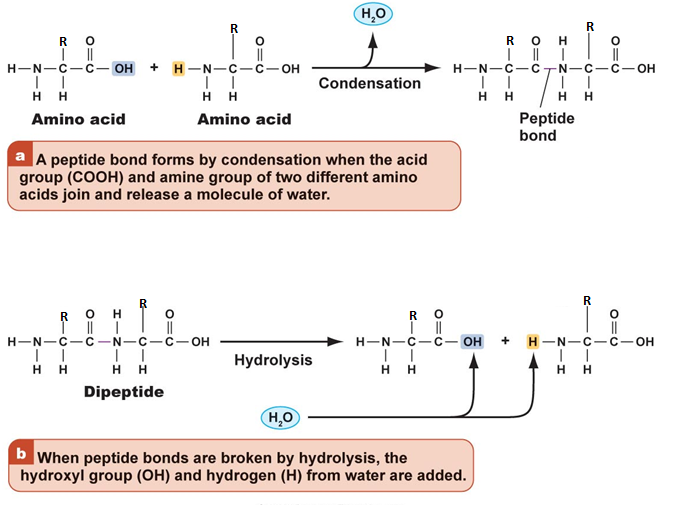 H₂O
R O R O R O H R O
H–N–C–C–OH + H–N–C–C–OH Condensation H–N–C–C–N–C–C–OH
H H H H H H H H
Amino acid Amino acid Peptide bond
a A peptide bond forms by condensation when the acid
group (COOH) and amine group of two different amino
acids join and release a molecule of water.
R O H R O R O R O
H–N–C–C–N–C–C–OH Hydrolysis H–N–C–C–OH + H–N–C–C–OH
H H H H H H H H
Dipeptide
H₂O
b When peptide bonds are broken by hydrolysis, the
hydroxyl group (OH) and hydrogen (H) from water are added.